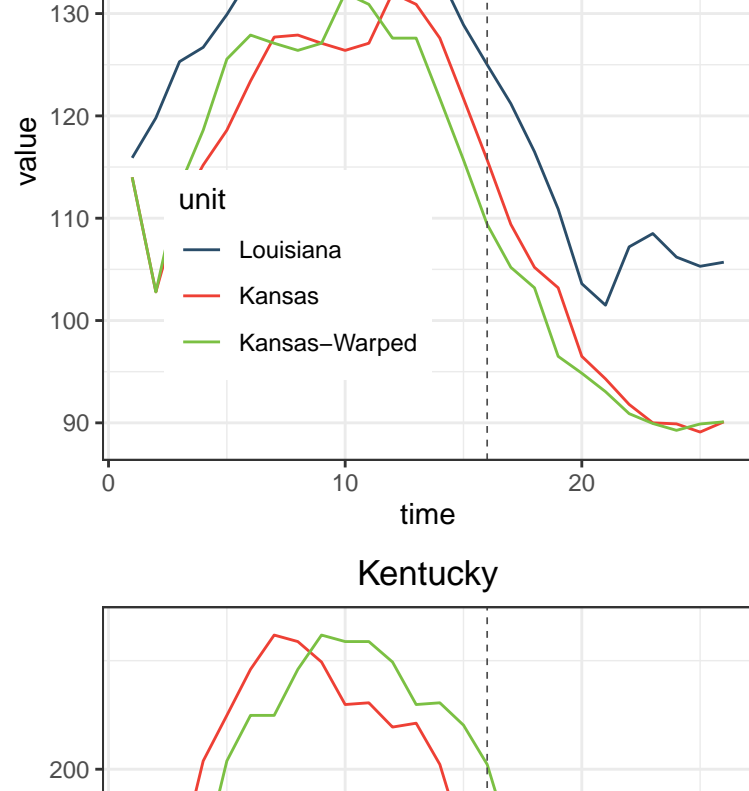 130
120
value
unit
110
Louisiana
Kansas
100
Kansas−Warped
90
0 10 20
time
Kentucky
200